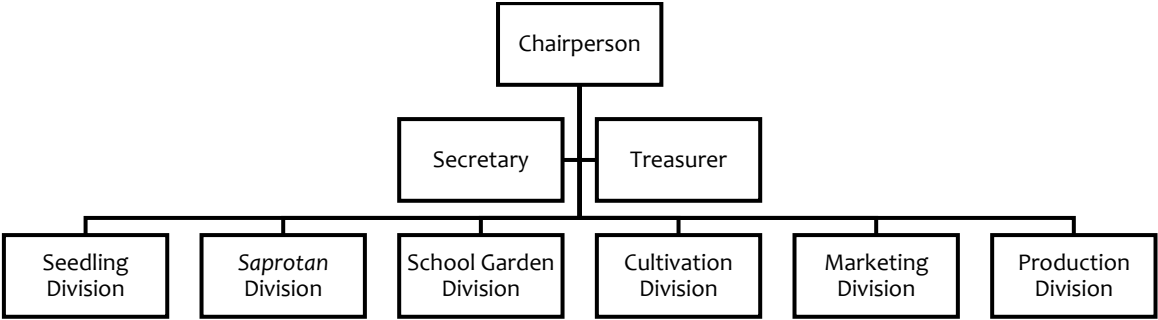 Chairperson
Secretary
Treasurer
Seedling
Division
Saprotan
Division
School Garden
Division
Cultivation
Division
Marketing
Division
Production
Division